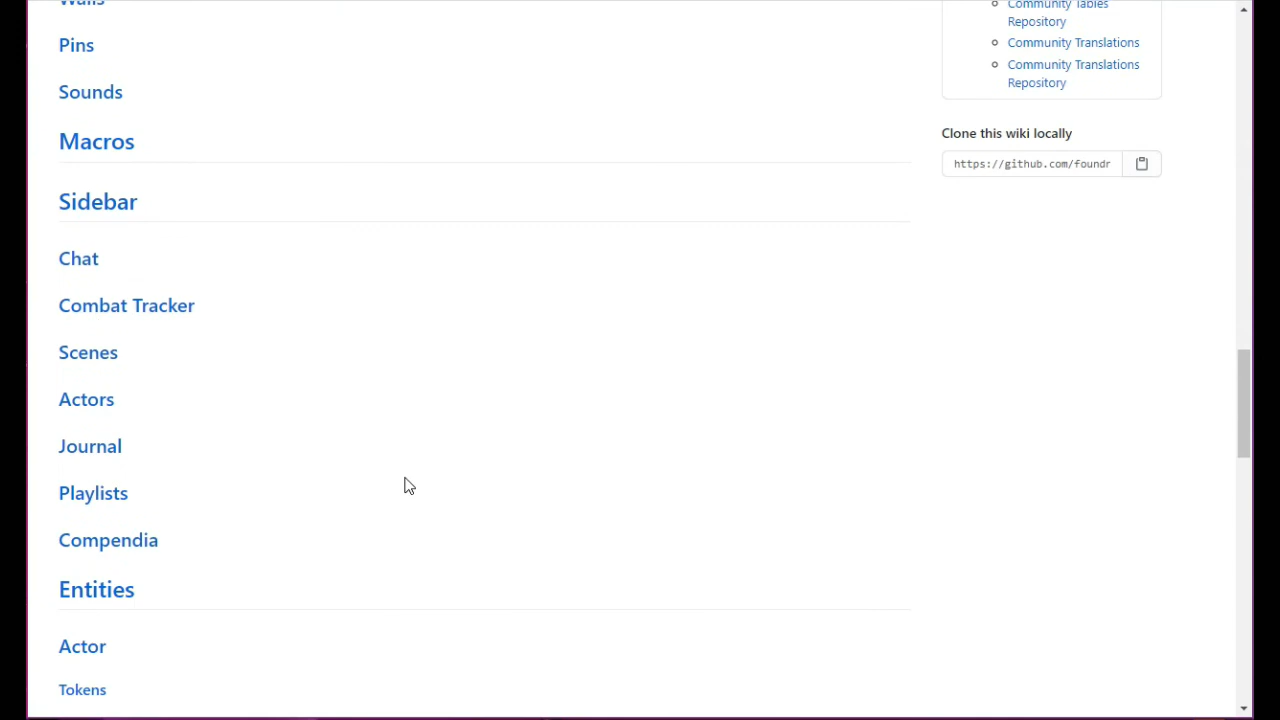 Walls
Pins
Sounds
Macros
Sidebar
Chat
Combat Tracker
Scenes
Actors
Journal
Playlists
Compendia
Entities
Actor
Tokens
Community Tables
Repository
Community Translations
Community Translations
Repository
Clone this wiki locally
https://github.com/foundr